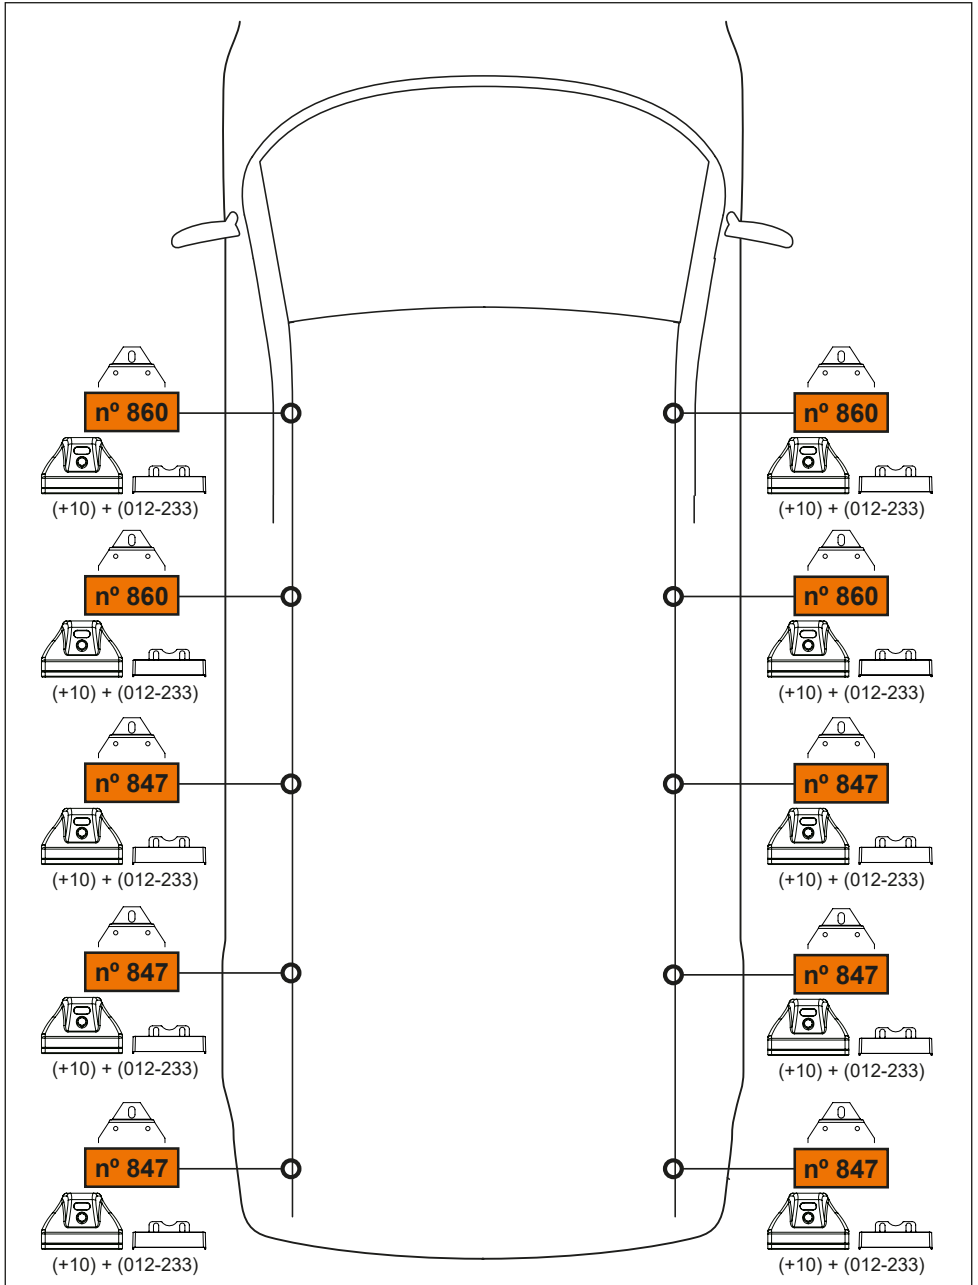 nº 860
nº 860
(+10) + (012-233)
(+10) + (012-233)
nº 860
nº 860
(+10) + (012-233)
(+10) + (012-233)
nº 847
nº 847
(+10) + (012-233)
(+10) + (012-233)
nº 847
nº 847
(+10) + (012-233)
(+10) + (012-233)
nº 847
nº 847
(+10) + (012-233)
(+10) + (012-233)